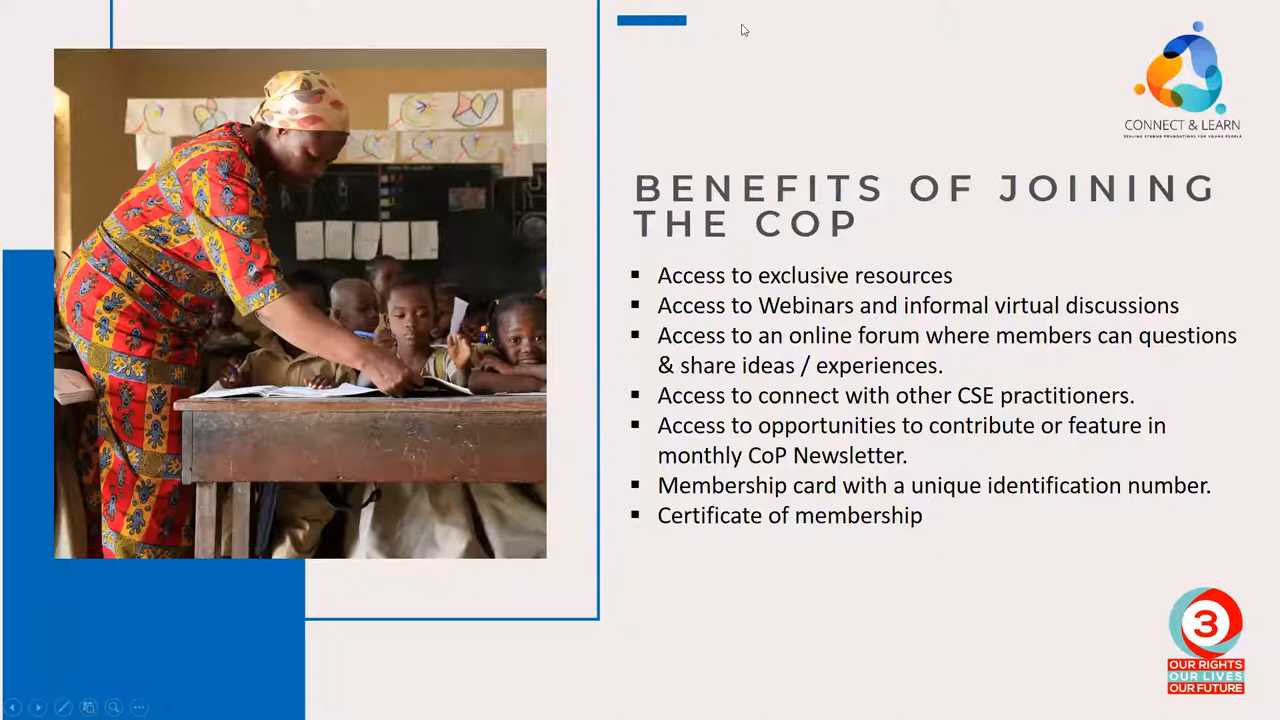 CONNECT & LEARN
BENEFITS OF JOINING
THE COP
▪ Access to exclusive resources
▪ Access to Webinars and informal virtual discussions
▪ Access to an online forum where members can questions
& share ideas / experiences.
▪ Access to connect with other CSE practitioners.
▪ Access to opportunities to contribute or feature in
monthly CoP Newsletter.
▪ Membership card with a unique identification number.
▪ Certificate of membership
3
OUR RIGHTS
OUR LIVES
OUR FUTURE